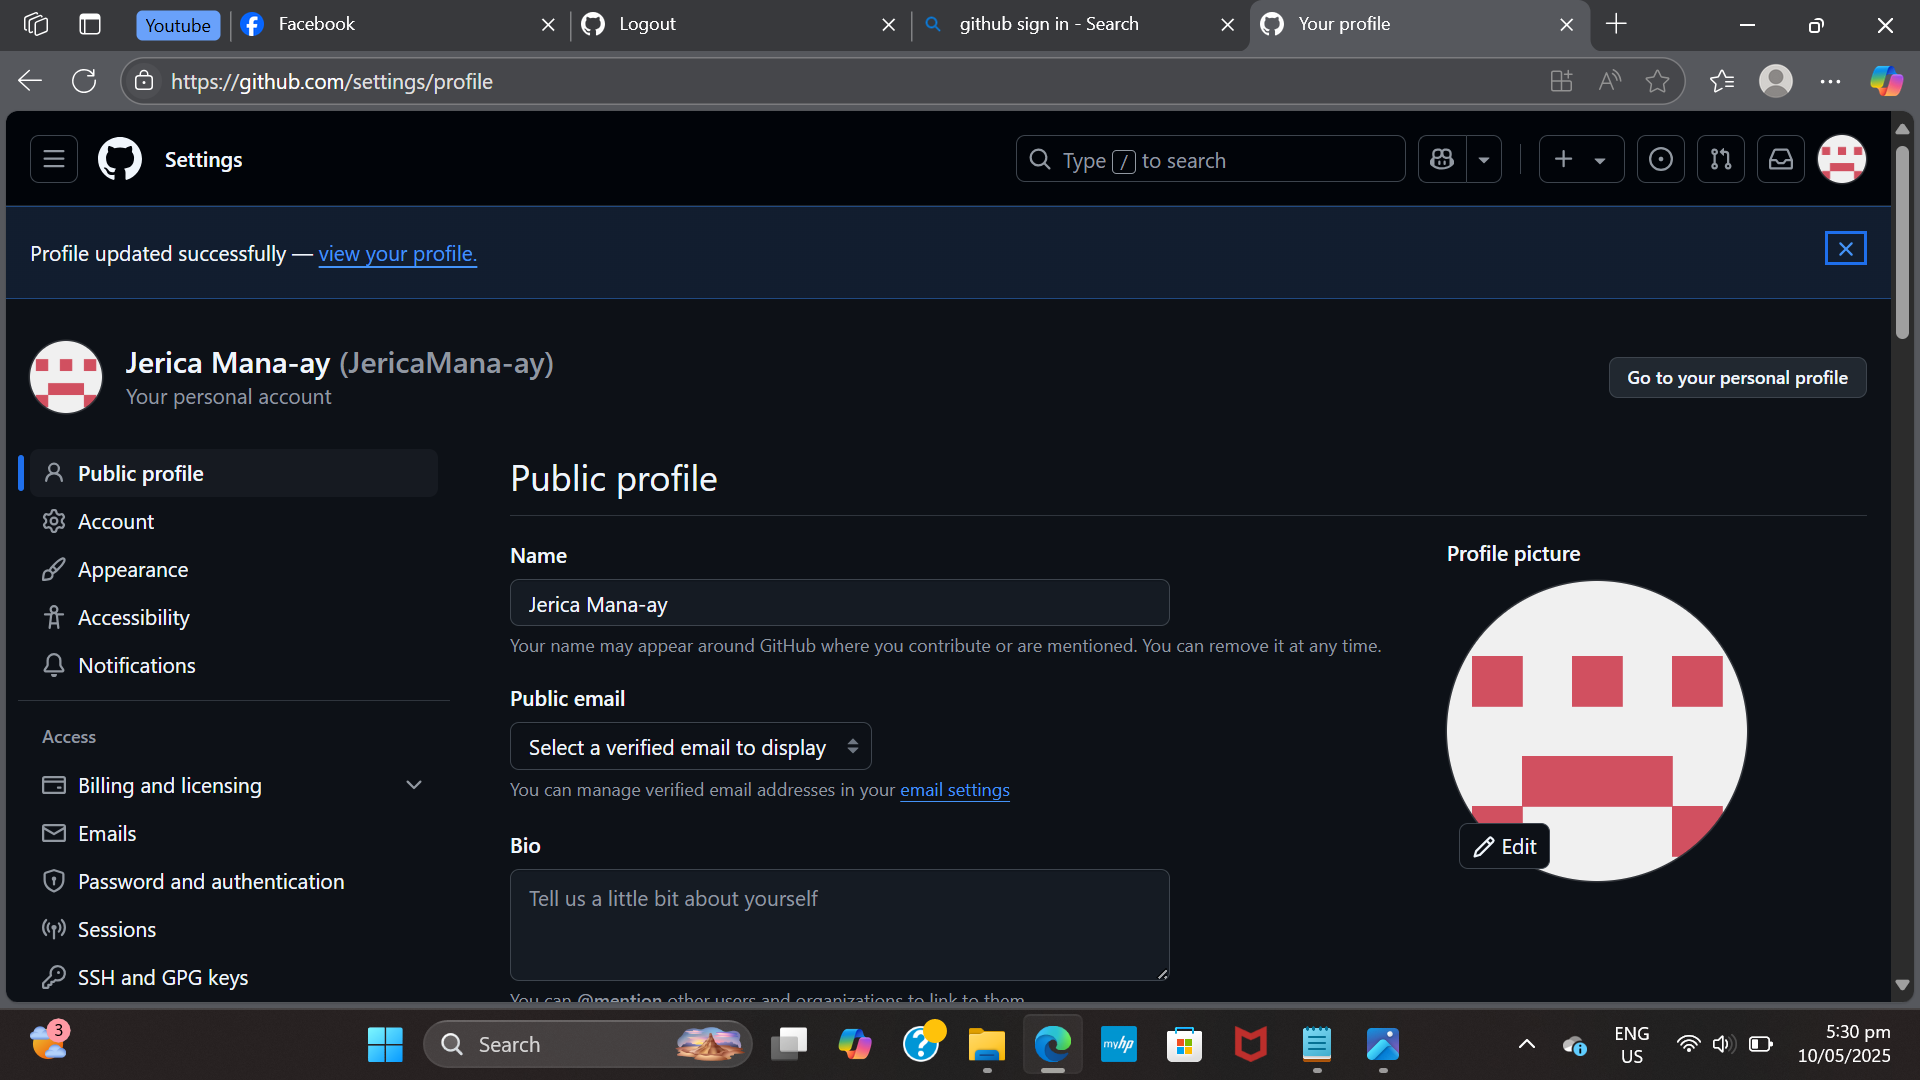 Youtube
Facebook
Logout
github sign in - Search
Your profile
https://github.com/settings/profile
Settings
Type / to search
Profile updated successfully — view your profile.
Jerica Mana-ay (JericaMana-ay)
Your personal account
Go to your personal profile
Public profile
Account
Appearance
Accessibility
Notifications
Access
Billing and licensing
Emails
Password and authentication
Sessions
SSH and GPG keys
Public profile
Name
Jerica Mana-ay
Your name may appear around GitHub where you contribute or are mentioned. You can remove it at any time.
Public email
Select a verified email to display
You can manage verified email addresses in your email settings
Bio
Tell us a little bit about yourself
You can @mention other users and organizations to link to them.
Profile picture
Edit
3
Search
myhp
ENG
US
5:30 pm
10/05/2025